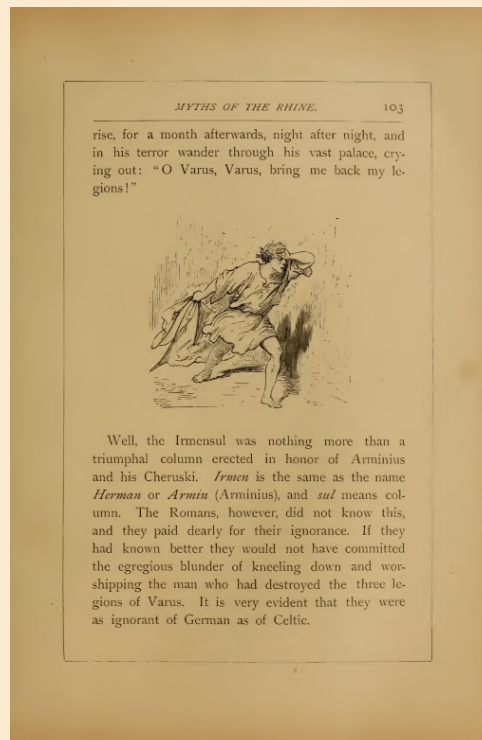 MYTHS OF THE RHINE. 103
rise, for a month afterwards, night after night, and
in his terror wander through his vast palace, cry-
ing out: "O Varus, Varus, bring me back my le-
gions!"
Well, the Irmensul was nothing more than a
triumphal column erected in honor of Arminius
and his Cheruski. Irmen is the same as the name
Herman or Armin (Arminius), and sul means col-
umn. The Romans, however, did not know this,
and they paid dearly for their ignorance. If they
had known better they would not have committed
the egregious blunder of kneeling down and wor-
shipping the man who had destroyed the three le-
gions of Varus. It is very evident that they were
as ignorant of German as of Celtic.